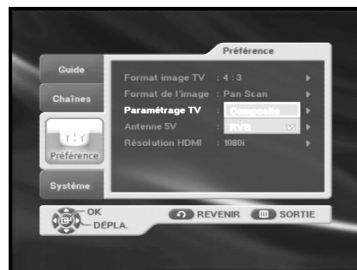 Préférence
Guide
Chaînes
Préférence
Système
Format image TV : 4 : 3
Format de l'image : Pan Scan
Paramétrage TV : Composite
Antenne 5V : RVB
Résolution HDMI : 1080i
OK
DÉPLA.
REVENIR
SORTIE